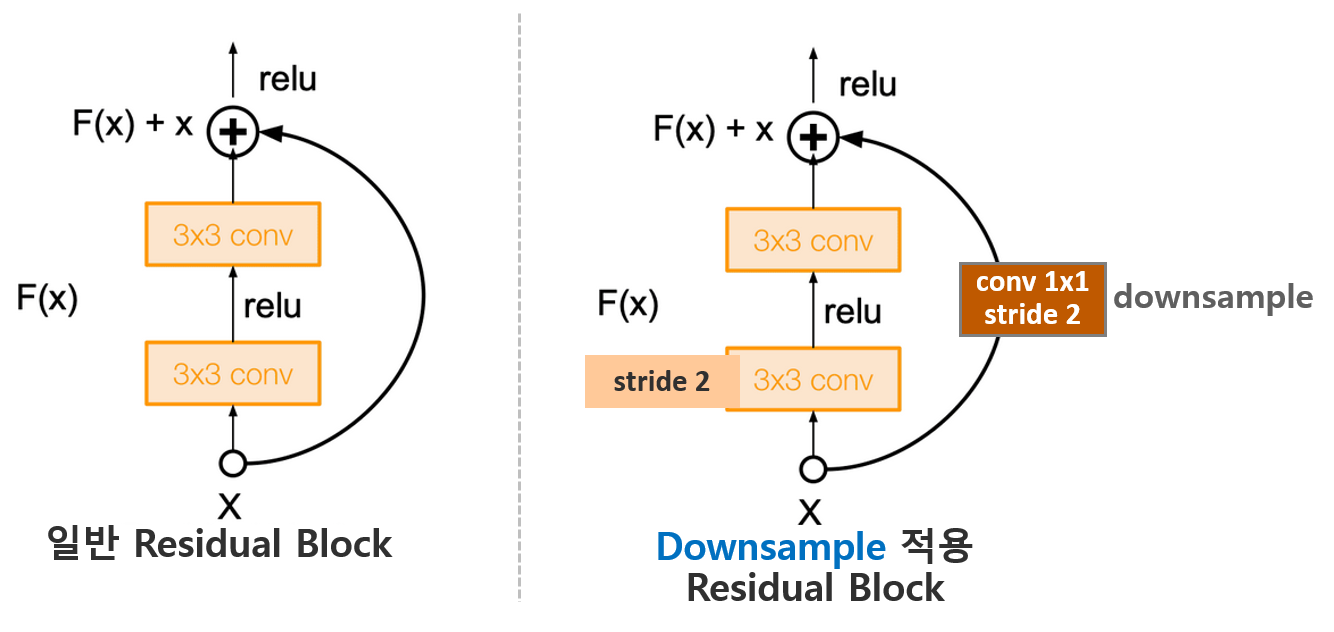 relu
F(x) + x
3x3 conv
relu
F(x)
3x3 conv
X
일반 Residual Block
relu
F(x) + x
3x3 conv
conv 1x1
stride 2
downsample
F(x)
relu
stride 2
3x3 conv
X
Downsample 적용
Residual Block